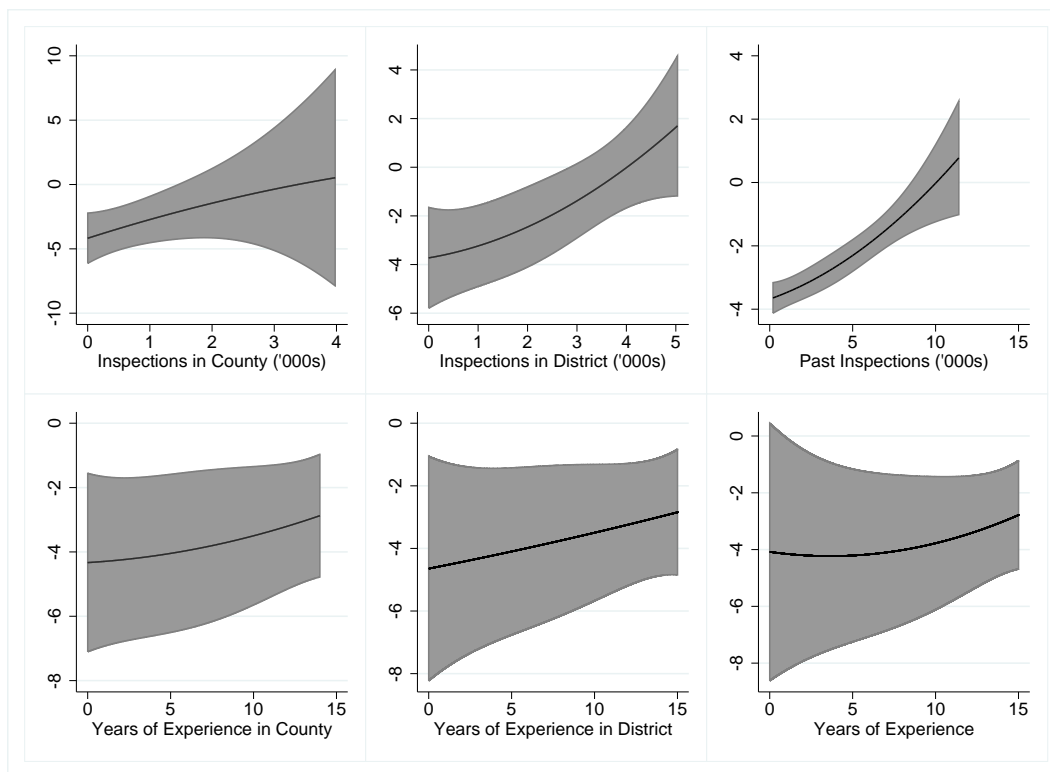 10
5
0
-5
-10
0 1 2 3 4
Inspections in County ('000s)
4
2
0
-2
-4
-6
0 1 2 3 4 5
Inspections in District ('000s)
4
2
0
-2
-4
0 5 10 15
Past Inspections ('000s)
0
-2
-4
-6
-8
0 5 10 15
Years of Experience in County
0
-2
-4
-6
-8
0 5 10 15
Years of Experience in District
0
-2
-4
-6
-8
0 5 10 15
Years of Experience